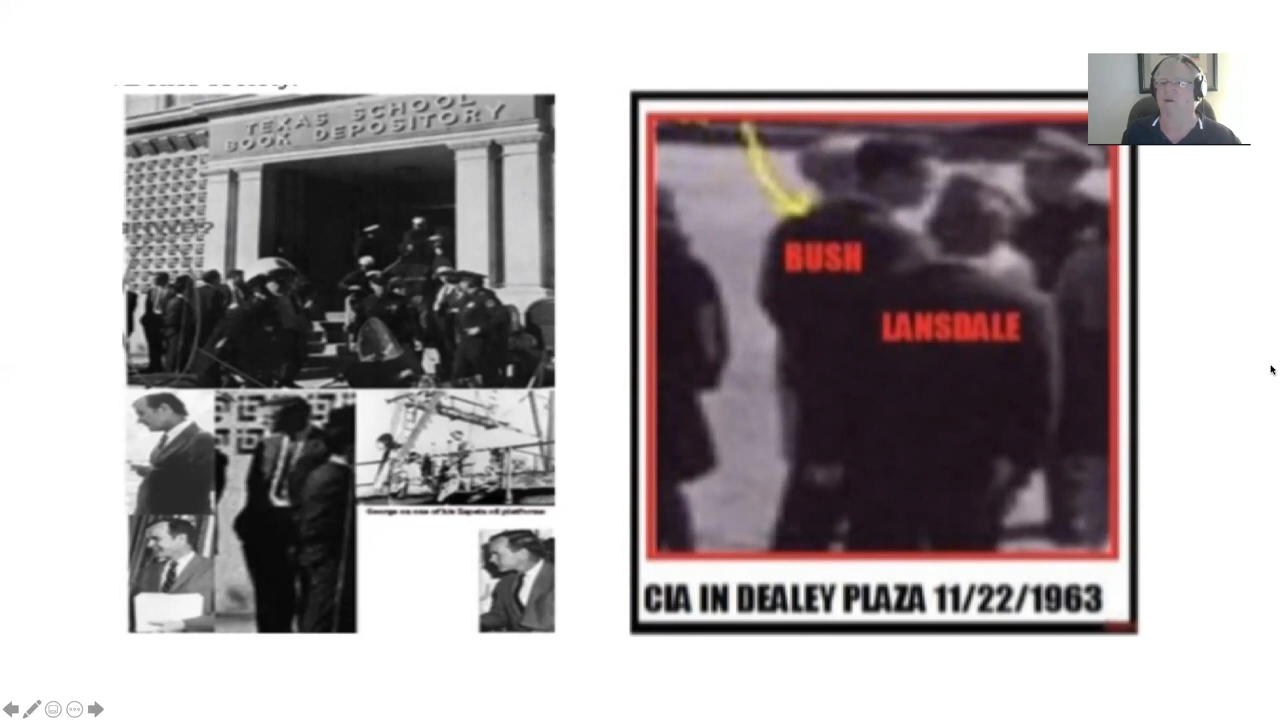 TEXAS SCHOOL
BOOK DEPOSITORY
George on one of his Zapata oil platforms
BUSH
LANSDALE
CIA IN DEALEY PLAZA 11/22/1963